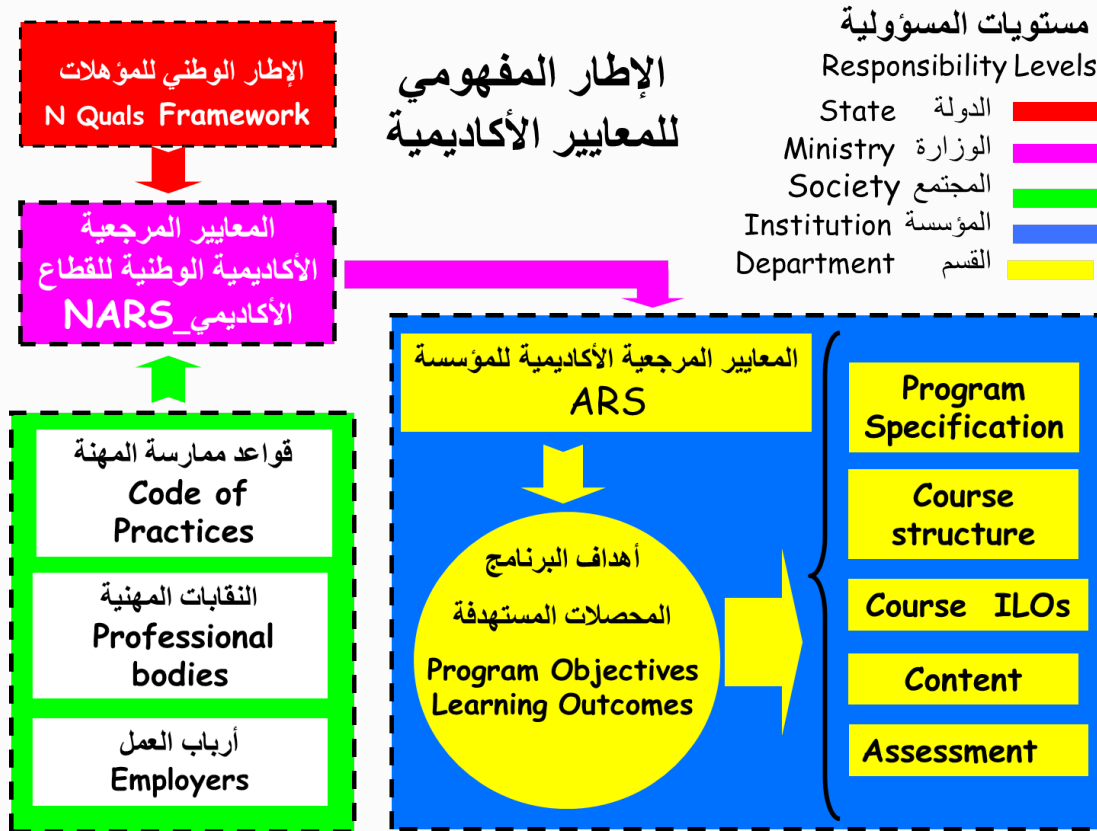 الإطار المفهومي
للمعايير الأكاديمية
مستويات المسؤولية
Responsibility Levels
State الدولة
Ministry الوزارة
Society المجتمع
Institution المؤسسة
Department القسم
الإطار الوطني للمؤهلات
N Quals Framework
المعايير المرجعية
الأكاديمية الوطنية للقطاع
الأكاديمي_NARS
قواعد ممارسة المهنة
Code of
Practices
النقابات المهنية
Professional
bodies
أرباب العمل
Employers
المعايير المرجعية الأكاديمية للمؤسسة
ARS
أهداف البرنامج
المحصلات المستهدفة
Program Objectives
Learning Outcomes
Program
Specification
Course
structure
Course ILOs
Content
Assessment